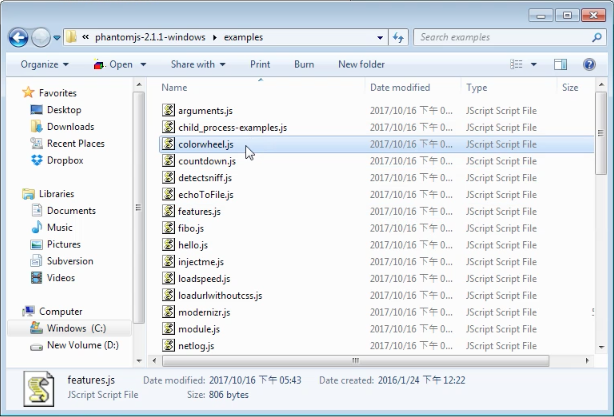 « phantomjs-2.1.1-windows ▸ examples
Search examples
Organize Open Share with Print Burn New folder
Favorites
Desktop
Downloads
Recent Places
Dropbox
Libraries
Documents
Music
Pictures
Subversion
Videos
Computer
Windows (C:)
New Volume (D:)
Name Date modified Type Size
arguments.js 2017/10/16 下午 0... JScript Script File
child_process-examples.js 2017/10/16 下午 0... JScript Script File
colorwheel.js 2017/10/16 下午 0... JScript Script File
countdown.js 2017/10/16 下午 0... JScript Script File
detectsniff.js 2017/10/16 下午 0... JScript Script File
echoToFile.js 2017/10/16 下午 0... JScript Script File
features.js 2017/10/16 下午 0... JScript Script File
fibo.js 2017/10/16 下午 0... JScript Script File
hello.js 2017/10/16 下午 0... JScript Script File
injectme.js 2017/10/16 下午 0... JScript Script File
loadspeed.js 2017/10/16 下午 0... JScript Script File
loadurlwithoutcss.js 2017/10/16 下午 0... JScript Script File
modernizr.js 2017/10/16 下午 0... JScript Script File
module.js 2017/10/16 下午 0... JScript Script File
netlog.js 2017/10/16 下午 0... JScript Script File
features.js Date modified: 2017/10/16 下午 05:43 Date created: 2016/1/24 下午 12:22
JScript Script File Size: 806 bytes